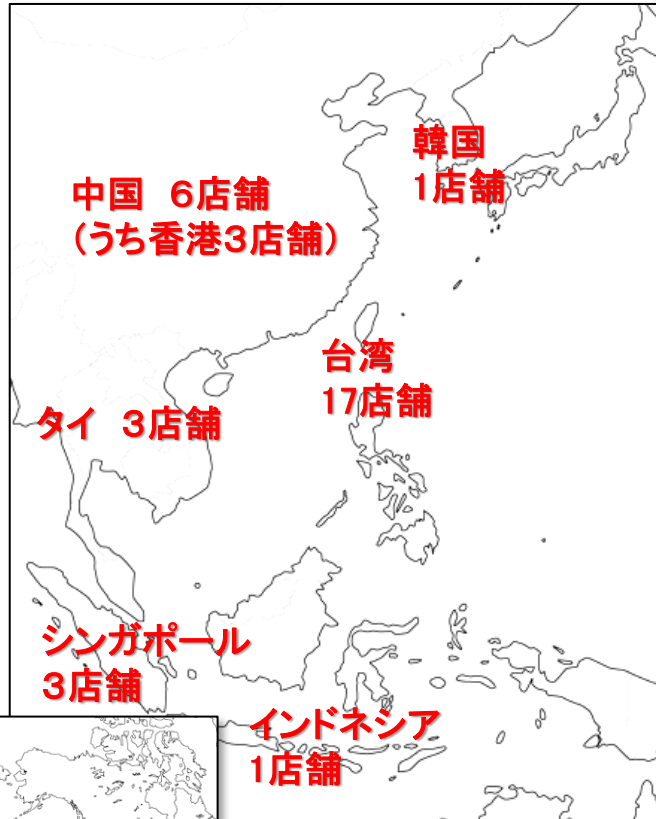 韓国
1店舗
中国　6店舗
(うち香港3店舗)
台湾
17店舗
タイ　3店舗
シンガポール
3店舗
インドネシア
1店舗